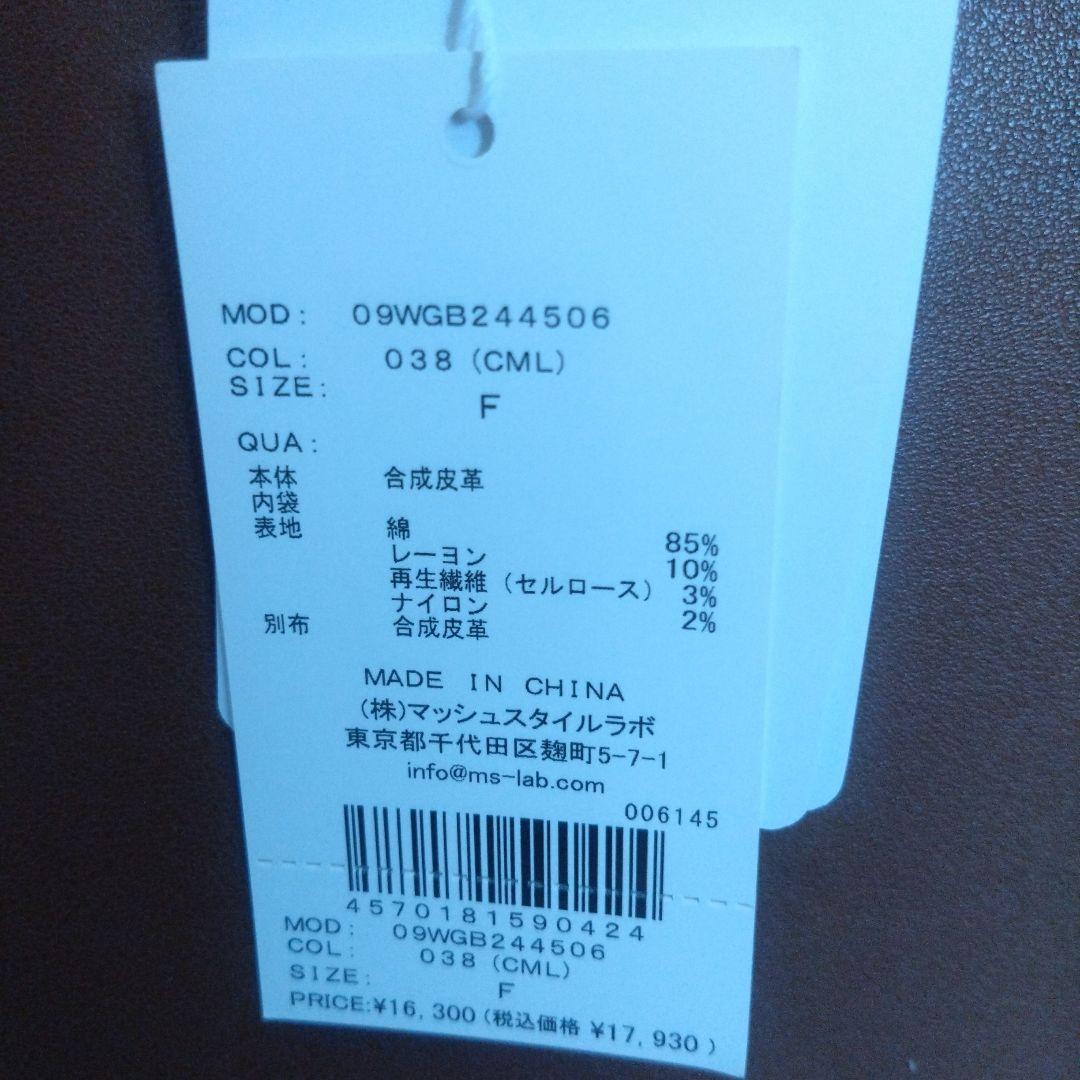 MOD: 09WGB244506
COL: 038 (CML)
SIZE: F
QUA:
本体 合成皮革
内袋
表地 綿 85%
レーヨン 10%
再生繊維(セルロース) 3%
ナイロン 2%
別布 合成皮革
MADE IN CHINA
(株)マッシュスタイルラボ
東京都千代田区麹町5-7-1
info@ms-lab.com
006145
4570181590424
MOD: 09WGB244506
COL: 038 (CML)
SIZE: F
PRICE:¥16,300(税込価格 ¥17,930)